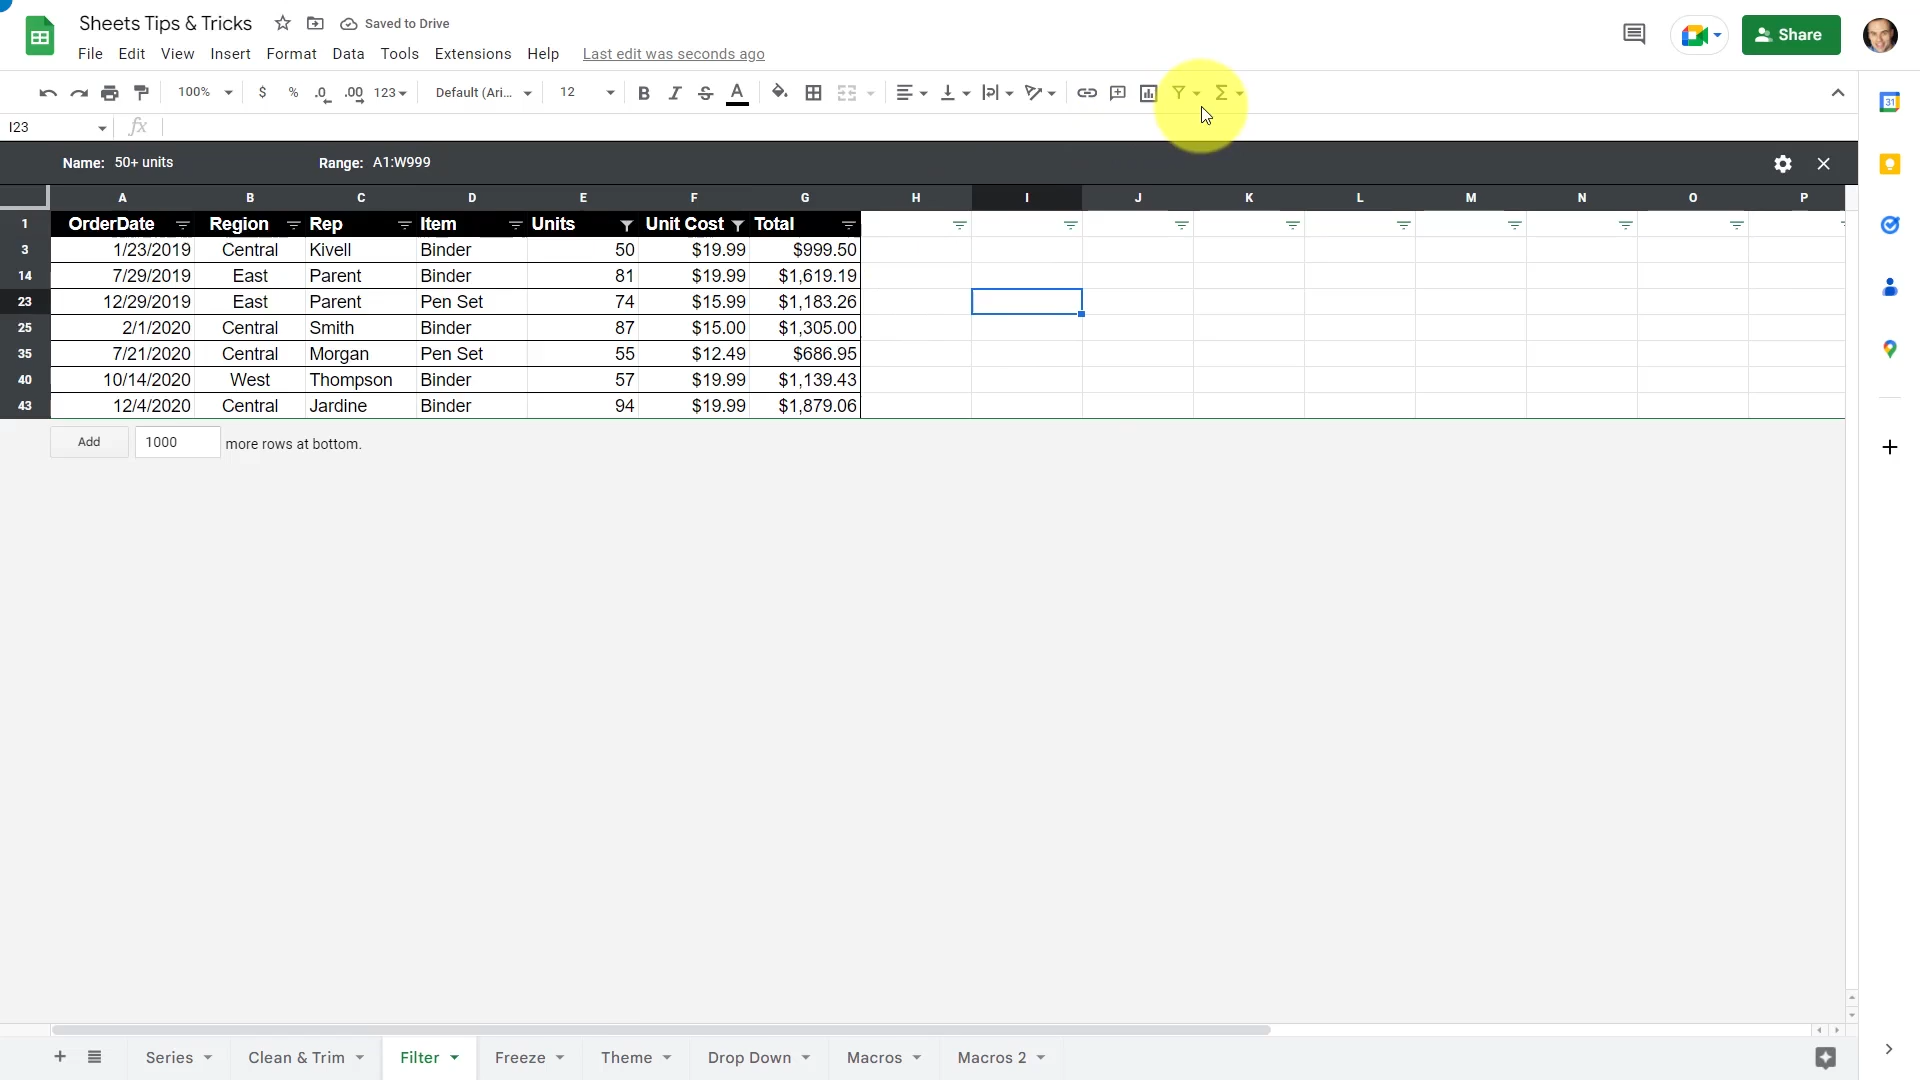 Sheets Tips & Tricks Saved to Drive
File Edit View Insert Format Data Tools Extensions Help Last edit was seconds ago
Share
100% $ % .0 .00 123 Default (Ari... 12 B I S A Σ
31
I23 fx
Name: 50+ units Range: A1:W999
A B C D E F G H I J K L M N O P
1 OrderDate Region Rep Item Units Unit Cost Total
3 1/23/2019 Central Kivell Binder 50 $19.99 $999.50
14 7/29/2019 East Parent Binder 81 $19.99 $1,619.19
23 12/29/2019 East Parent Pen Set 74 $15.99 $1,183.26
25 2/1/2020 Central Smith Binder 87 $15.00 $1,305.00
35 7/21/2020 Central Morgan Pen Set 55 $12.49 $686.95
40 10/14/2020 West Thompson Binder 57 $19.99 $1,139.43
43 12/4/2020 Central Jardine Binder 94 $19.99 $1,879.06
Add 1000 more rows at bottom.
Series Clean & Trim Filter Freeze Theme Drop Down Macros Macros 2